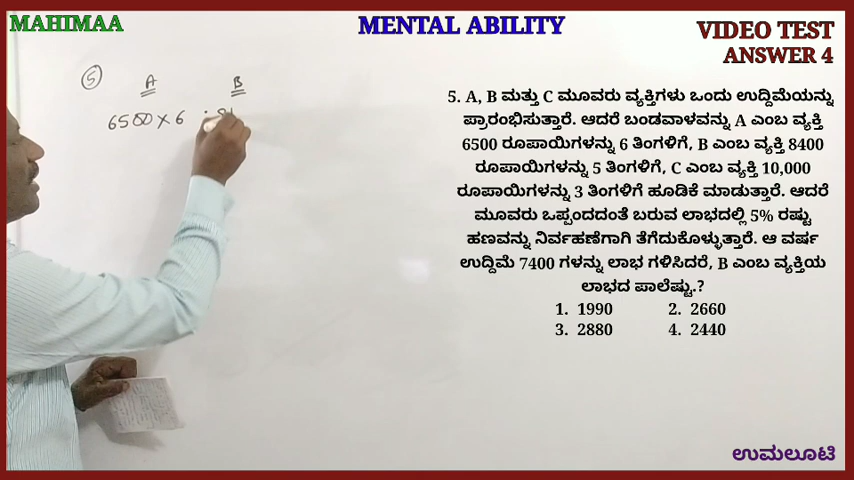 MAHIMAA
MENTAL ABILITY
VIDEO TEST
ANSWER 4
5
A
B
6500 × 6 :
5. A, B ಮತ್ತು C ಮೂವರು ವ್ಯಕ್ತಿಗಳು ಒಂದು ಉದ್ದಿಮೆಯನ್ನು
ಪ್ರಾರಂಭಿಸುತ್ತಾರೆ. ಆದರೆ ಬಂಡವಾಳವನ್ನು A ಎಂಬ ವ್ಯಕ್ತಿ
6500 ರೂಪಾಯಿಗಳನ್ನು 6 ತಿಂಗಳಿಗೆ, B ಎಂಬ ವ್ಯಕ್ತಿ 8400
ರೂಪಾಯಿಗಳನ್ನು 5 ತಿಂಗಳಿಗೆ, C ಎಂಬ ವ್ಯಕ್ತಿ 10,000
ರೂಪಾಯಿಗಳನ್ನು 3 ತಿಂಗಳಿಗೆ ಹೂಡಿಕೆ ಮಾಡುತ್ತಾರೆ. ಆದರೆ
ಮೂವರು ಒಪ್ಪಂದದಂತೆ ಬರುವ ಲಾಭದಲ್ಲಿ 5% ರಷ್ಟು
ಹಣವನ್ನು ನಿರ್ವಹಣೆಗಾಗಿ ತೆಗೆದುಕೊಳ್ಳುತ್ತಾರೆ. ಆ ವರ್ಷ
ಉದ್ದಿಮೆ 7400 ಗಳನ್ನು ಲಾಭ ಗಳಿಸಿದರೆ, B ಎಂಬ ವ್ಯಕ್ತಿಯ
ಲಾಭದ ಪಾಲೆಷ್ಟು.?
1. 1990 2. 2660
3. 2880 4. 2440
ಉಮಲೂಟಿ